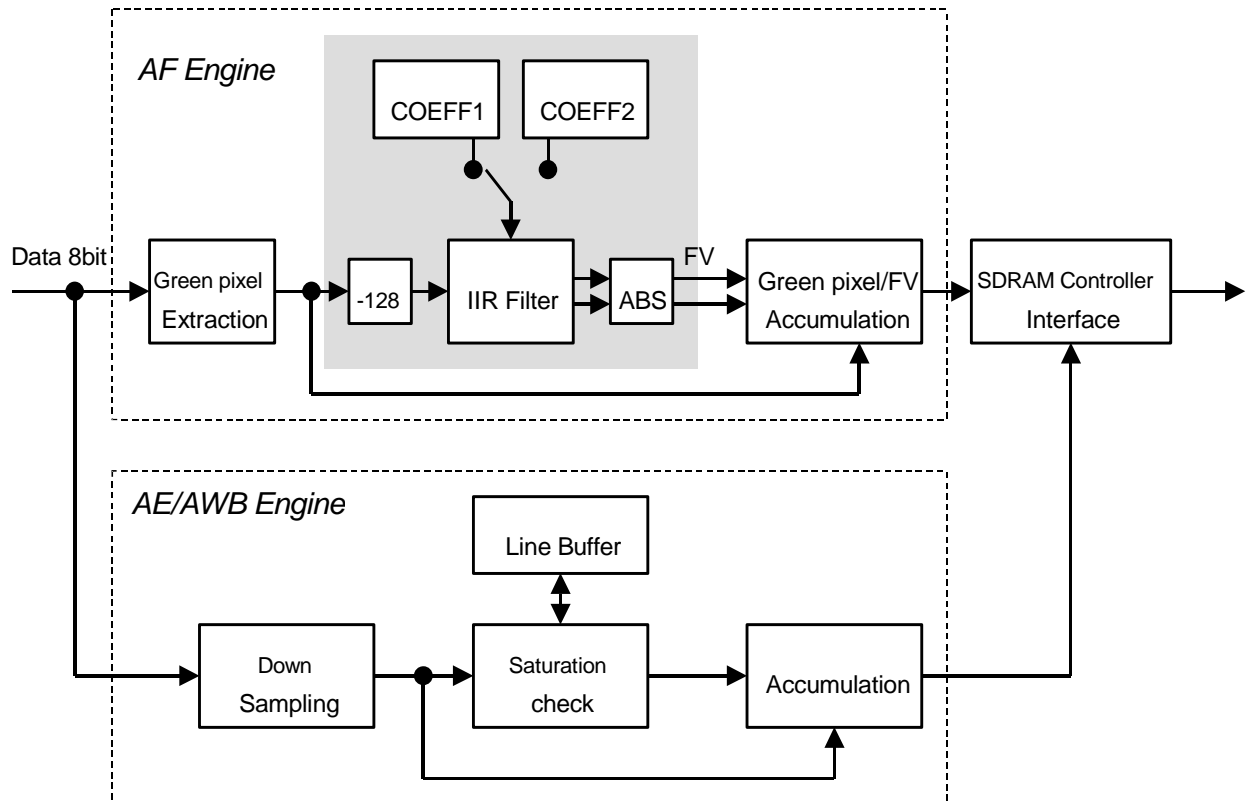 AF Engine
COEFF1
COEFF2
Data 8bit
Green pixel
Extraction
-128
IIR Filter
ABS
FV
Green pixel/FV
Accumulation
SDRAM Controller
Interface
AE/AWB Engine
Line Buffer
Down
Sampling
Saturation
check
Accumulation